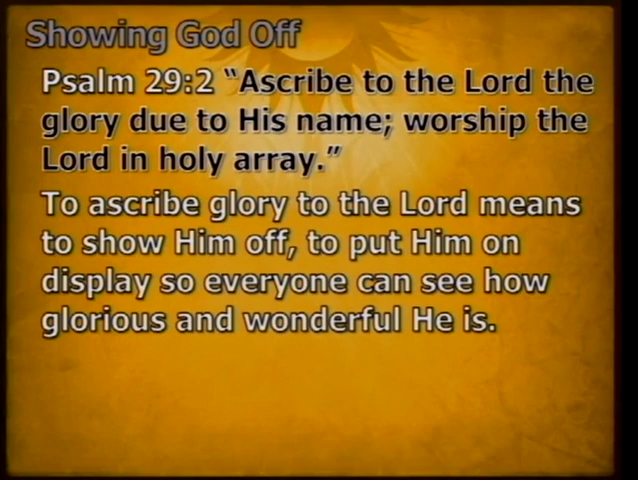 Showing God Off
Psalm 29:2 “Ascribe to the Lord the
glory due to His name; worship the
Lord in holy array.”
To ascribe glory to the Lord means
to show Him off, to put Him on
display so everyone can see how
glorious and wonderful He is.